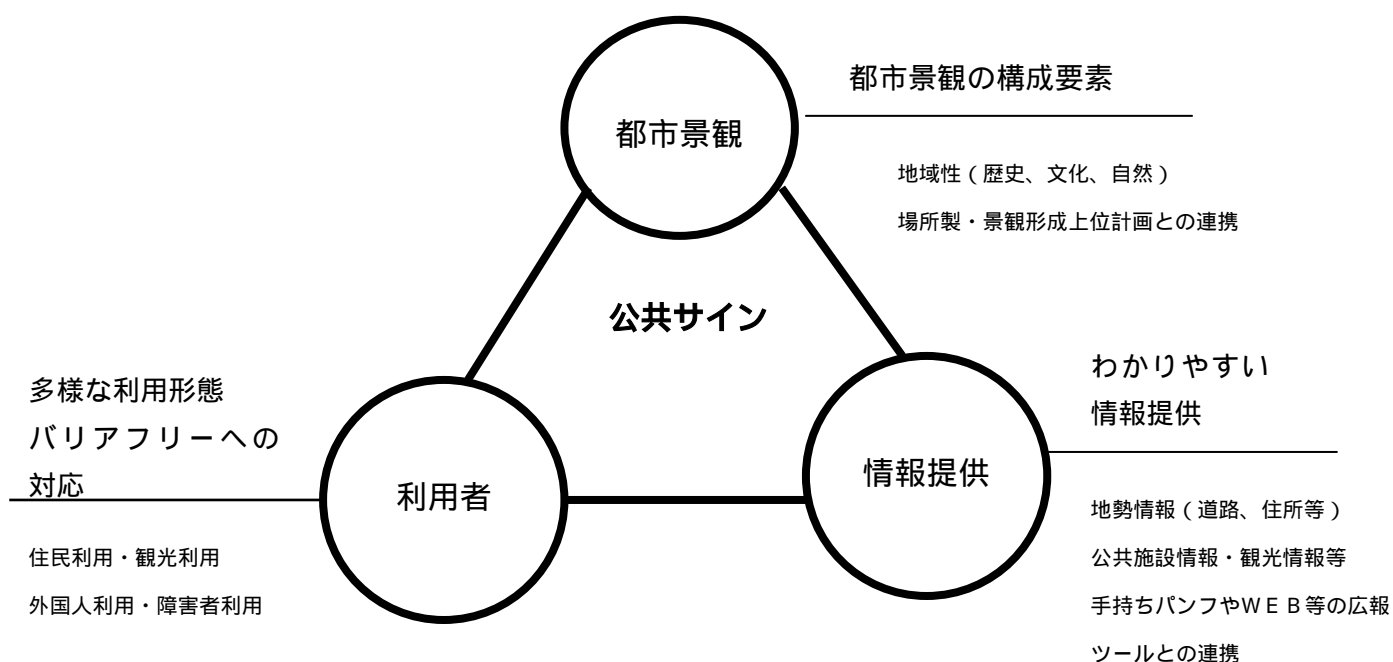 都市景観の構成要素
都市景観
地域性（歴史、文化、自然）
場所製・景観形成上位計画との連携
公共サイン
わかりやすい
情報提供
多様な利用形態
バリアフリーへの
対応
情報提供
利用者
地勢情報（道路、住所等）
公共施設情報・観光情報等
手持ちパンフやＷＥＢ等の広報
ツールとの連携
住民利用・観光利用
外国人利用・障害者利用